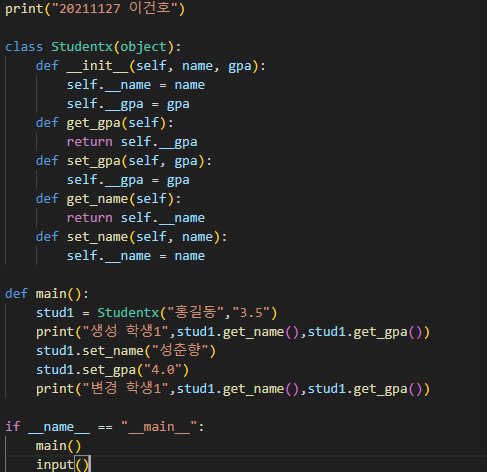 print("20211127 이건호")

class Studentx(object):
    def __init__(self, name, gpa):
        self.__name = name
        self.__gpa = gpa
    def get_gpa(self):
        return self.__gpa
    def set_gpa(self, gpa):
        self.__gpa = gpa
    def get_name(self):
        return self.__name
    def set_name(self, name):
        self.__name = name

def main():
    stud1 = Studentx("홍길동","3.5")
    print("생성 학생1",stud1.get_name(),stud1.get_gpa())
    stud1.set_name("성춘향")
    stud1.set_gpa("4.0")
    print("변경 학생1",stud1.get_name(),stud1.get_gpa())

if __name__ == "__main__":
    main()
    input()